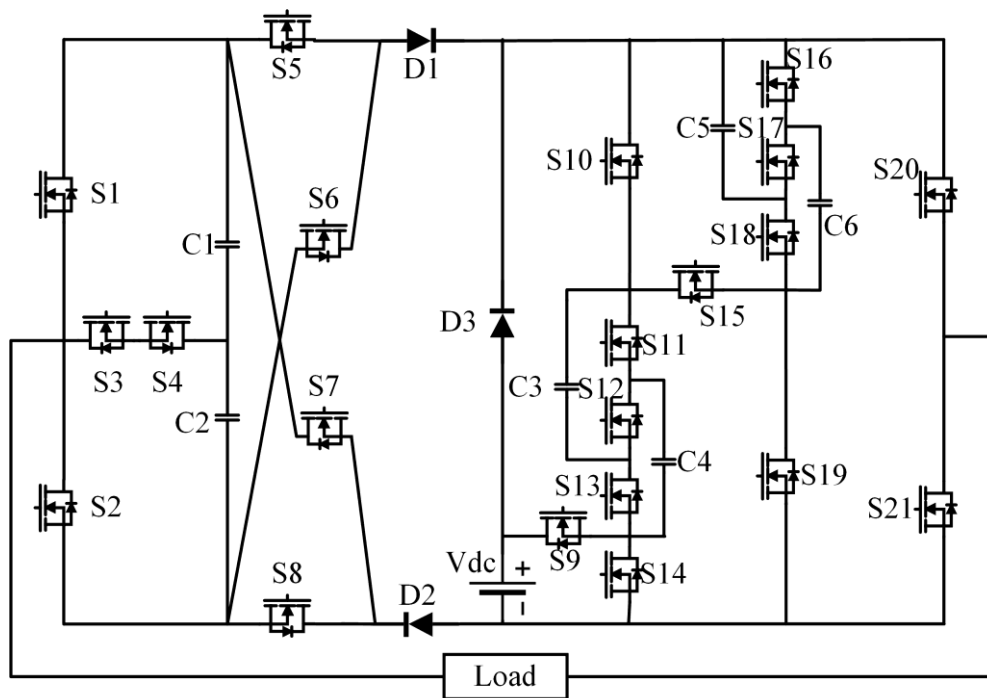 S5
D1
S16
C5
S17
S10
S1
S6
S20
C6
S18
C1
S15
D3
S11
S3
S4
S7
C3
S12
C2
C4
S19
S13
S2
S21
Vdc
+
-
S9
S14
S8
D2
Load